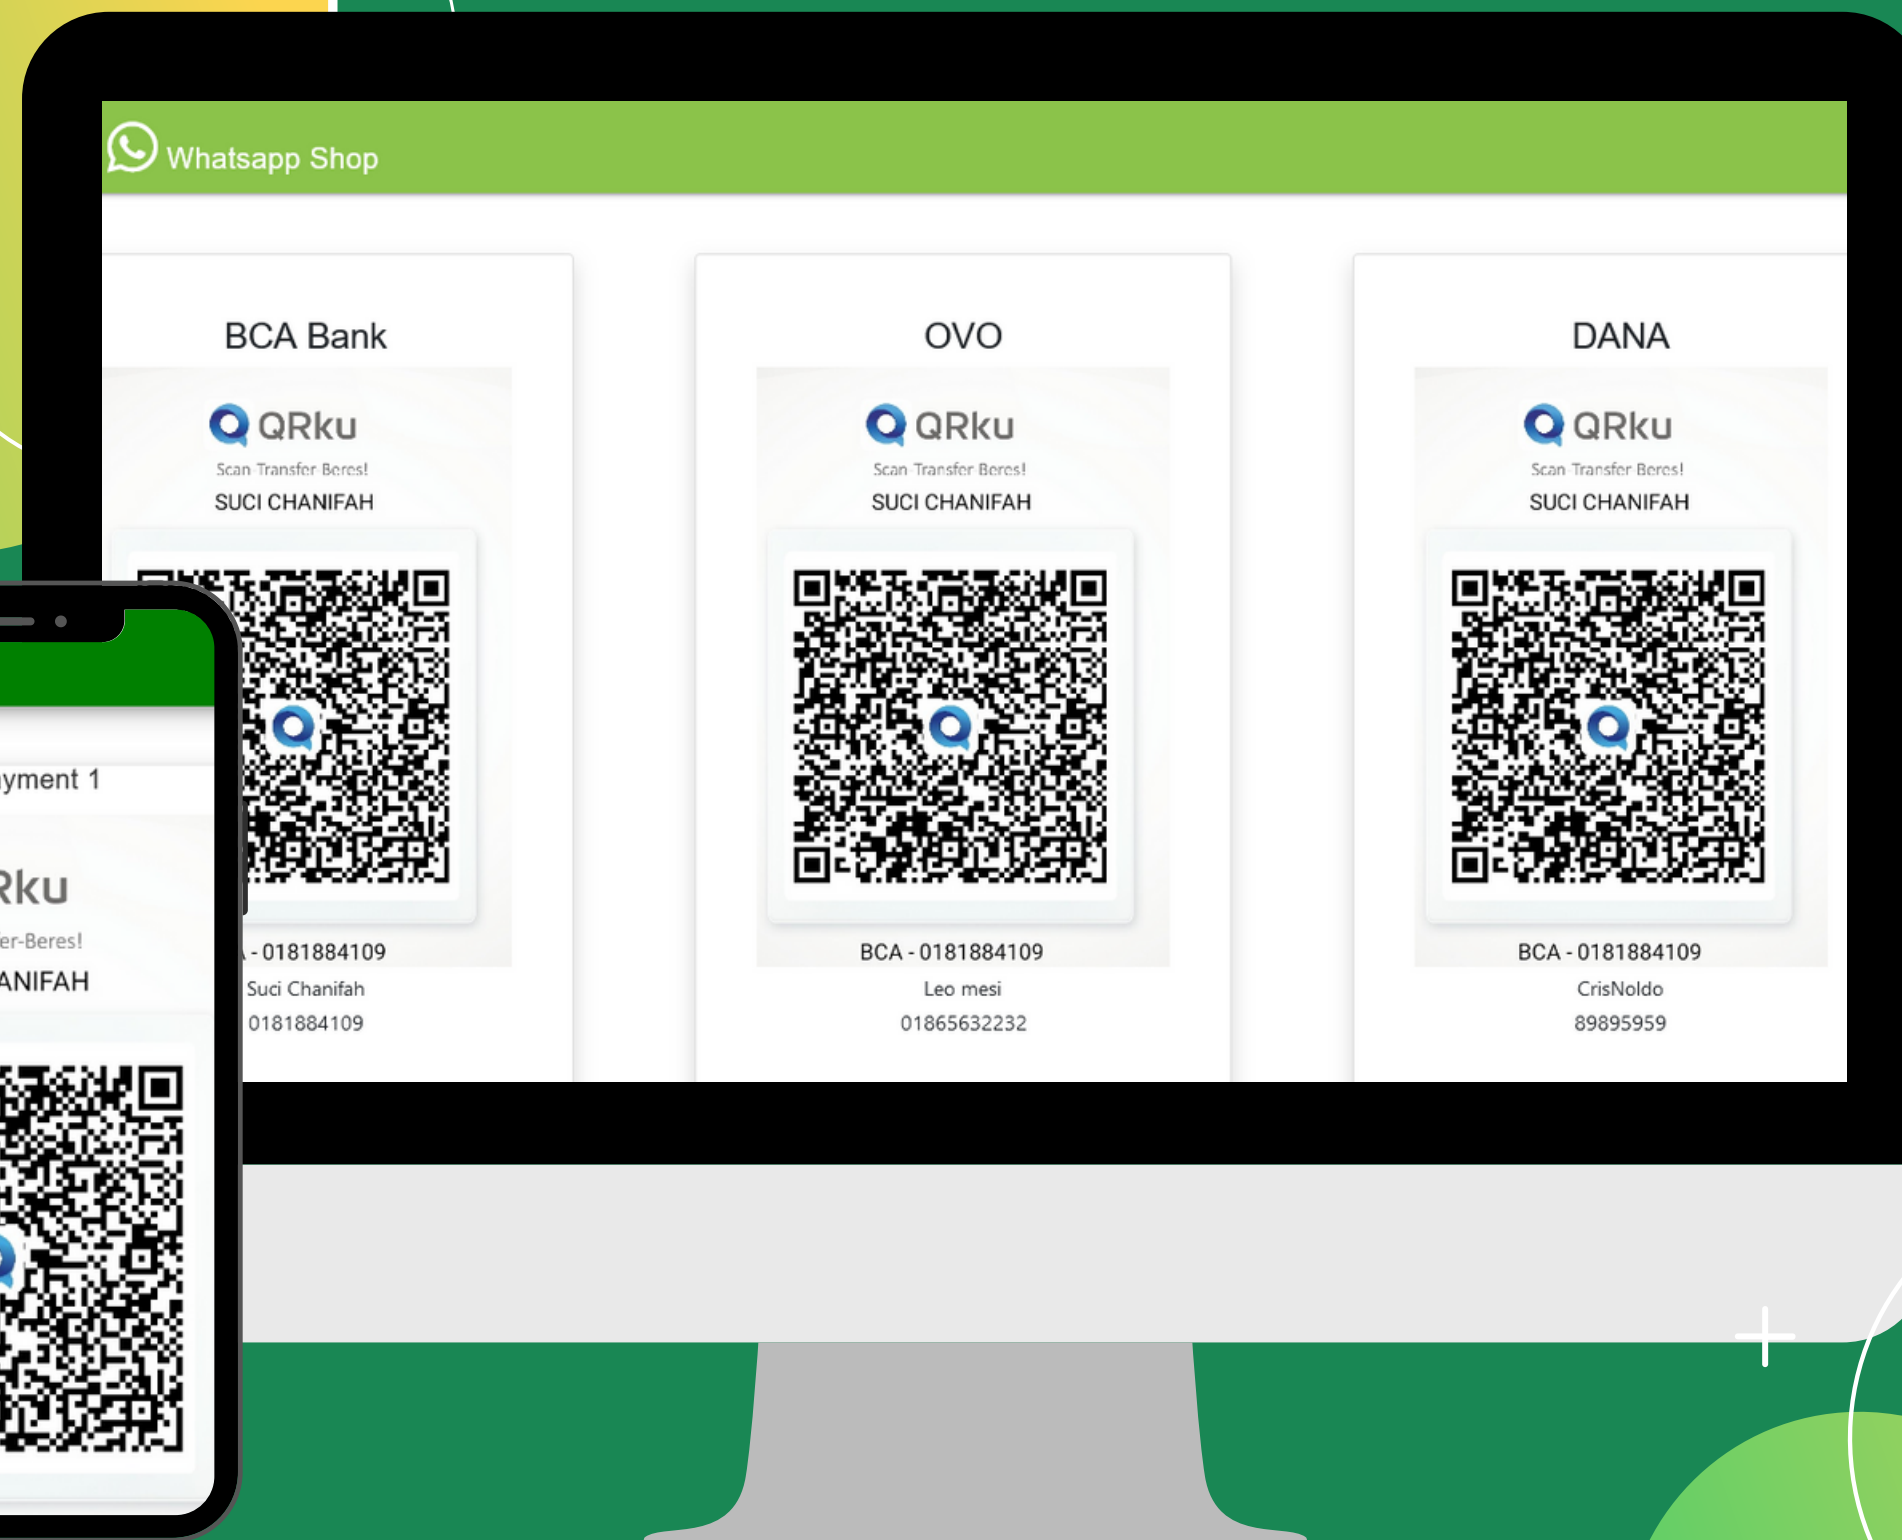 Whatsapp Shop
BCA Bank
QRku
Scan-Transfer-Beres!
SUCI CHANIFAH
- 0181884109
Suci Chanifah
0181884109
OVO
QRku
Scan-Transfer-Beres!
SUCI CHANIFAH
BCA - 0181884109
Leo mesi
01865632232
DANA
QRku
Scan-Transfer-Beres!
SUCI CHANIFAH
BCA - 0181884109
CrisNoldo
89895959
yment 1
Rku
er-Beres!
ANIFAH